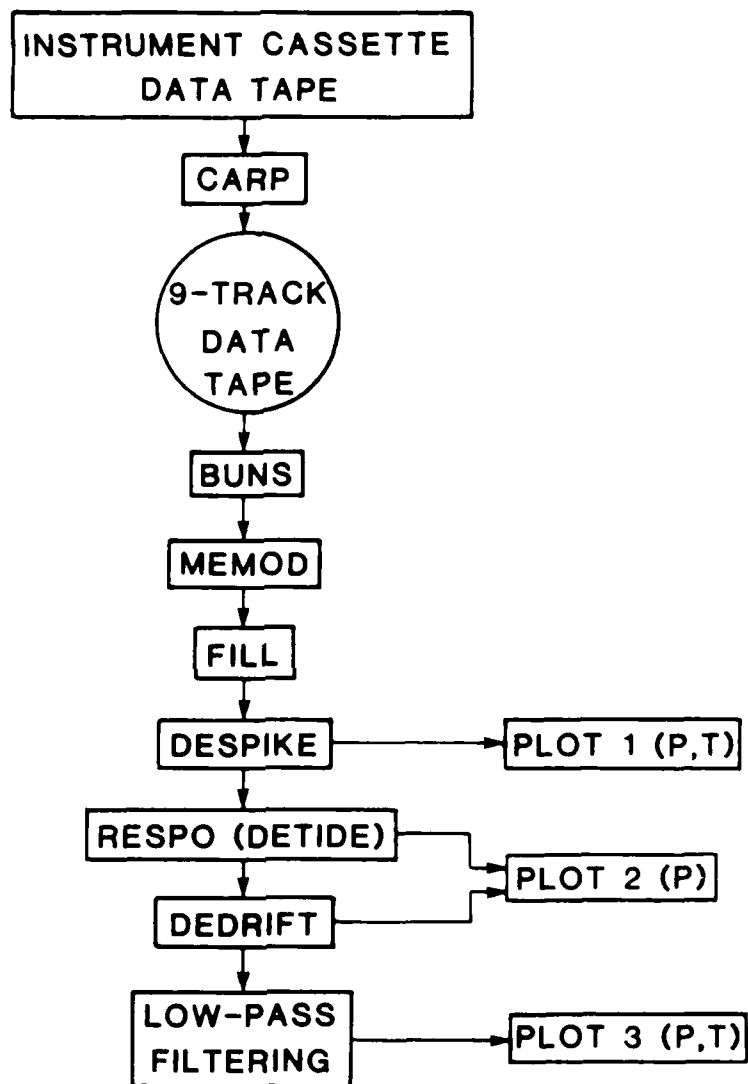 INSTRUMENT CASSETTE
DATA TAPE
CARP
9-TRACK
DATA
TAPE
BUNS
MEMOD
FILL
DESPIKE
PLOT 1 (P,T)
RESPO (DETIDE)
PLOT 2 (P)
DEDRIFT
LOW-PASS
FILTERING
PLOT 3 (P,T)